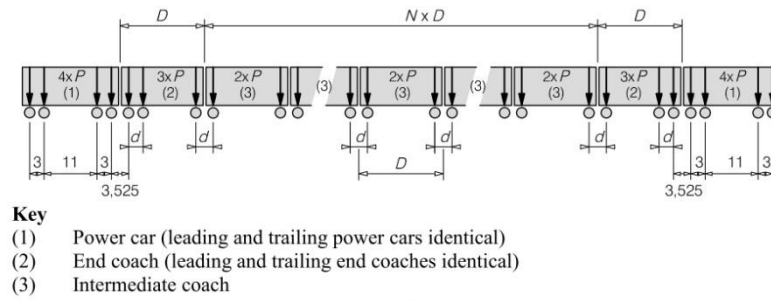 D N x D D
4x P 3x P 2x P 2x P 2x P 3x P 4x P
(1) (2) (3) (3) (3) (3) (3) (2) (1)
d d d d d d
3 11 3 D 3 11 3
3,525 3,525
Key
(1) Power car (leading and trailing power cars identical)
(2) End coach (leading and trailing end coaches identical)
(3) Intermediate coach